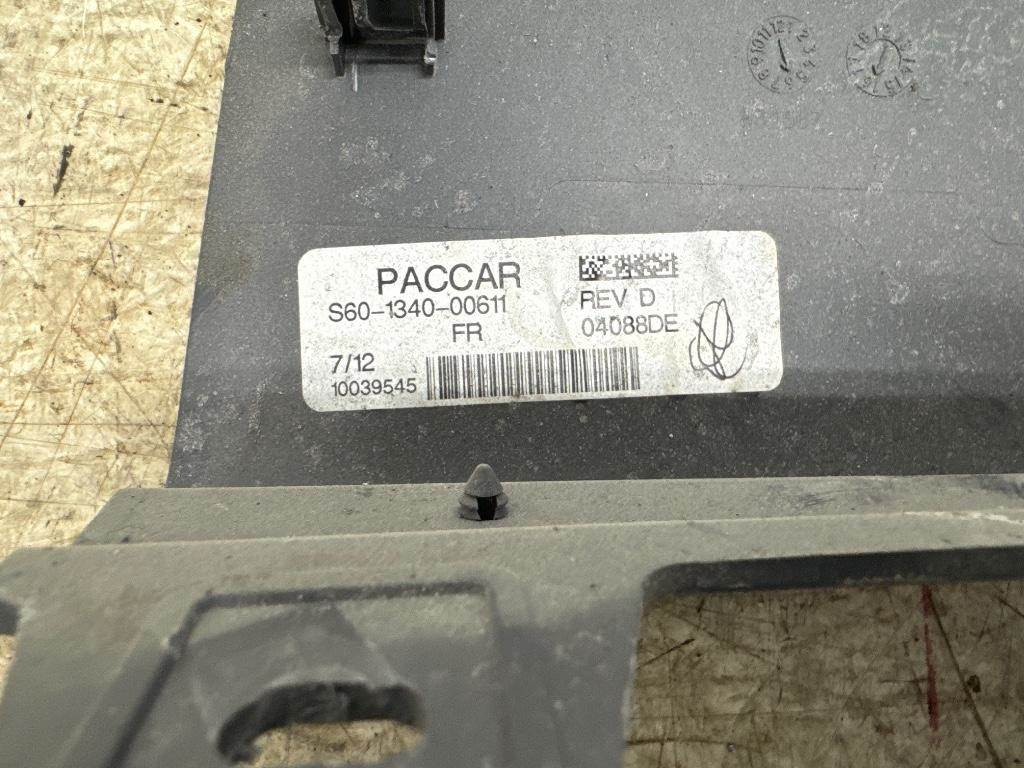 PACCAR
S60-1340-00611
FR
REV D
04088DE
7/12
10039545